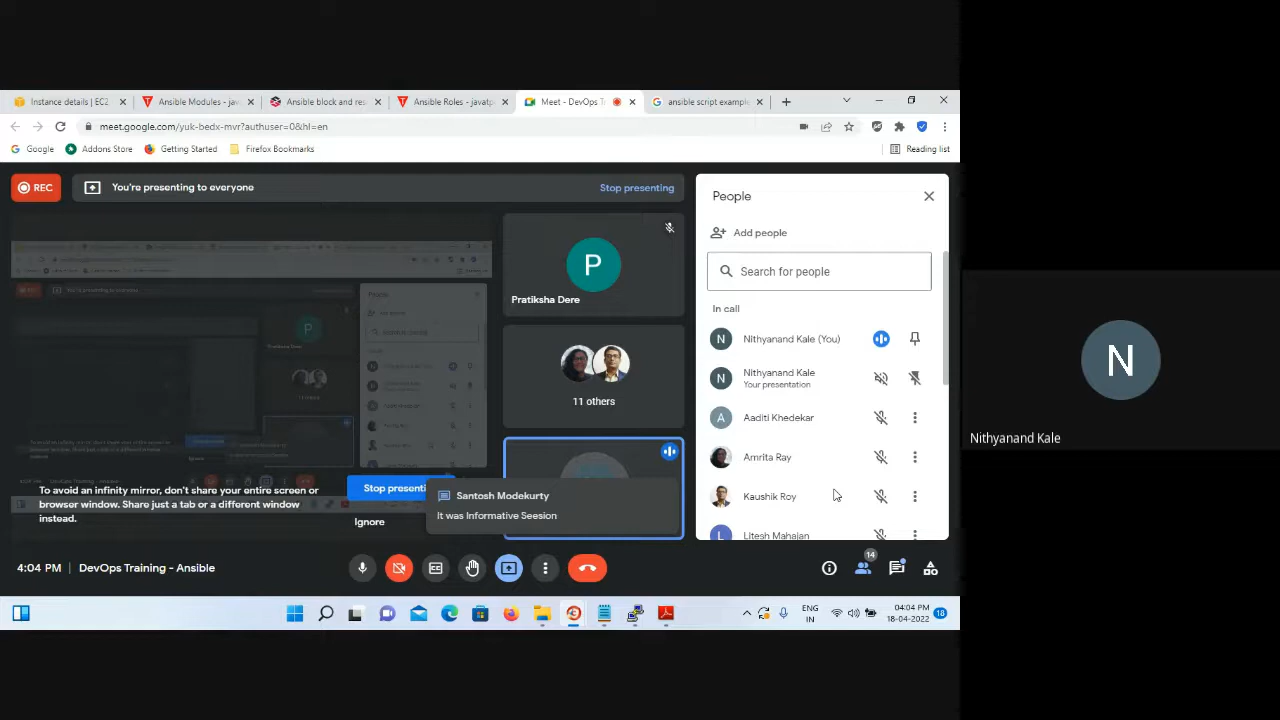 Instance details | EC2
Ansible Modules - jav
Ansible block and res
Ansible Roles - javatp
Meet - DevOps T
ansible script example
meet.google.com/yuk-bedx-mvr?authuser=0&hl=en
Google
Addons Store
Getting Started
Firefox Bookmarks
Reading list
REC
You're presenting to everyone
Stop presenting
P
Pratiksha Dere
11 others
To avoid an infinity mirror, don't share your entire screen or
browser window. Share just a tab or a different window
instead.
Stop presenti
Ignore
Santosh Modekurty
It was Informative Seesion
People
Add people
Search for people
In call
N
Nithyanand Kale (You)
N
Nithyanand Kale
Your presentation
A
Aaditi Khedekar
Amrita Ray
Kaushik Roy
L
Litesh Mahajan
4:04 PM | DevOps Training - Ansible
14
ENG
IN
04:04 PM
18-04-2022
18
N
Nithyanand Kale